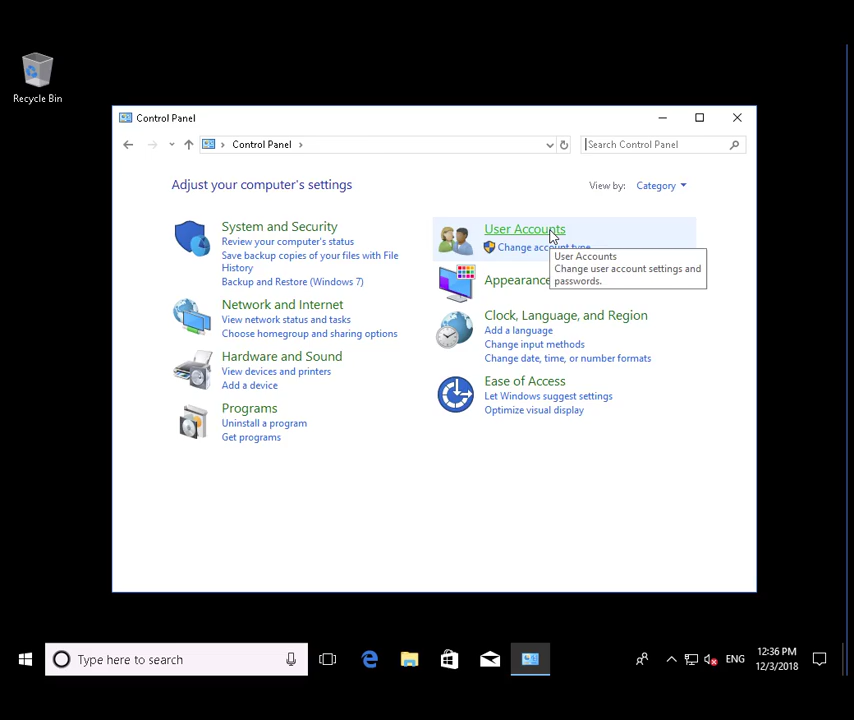 Recycle Bin
Control Panel
Control Panel
Search Control Panel
Adjust your computer's settings
View by: Category
System and Security
Review your computer's status
Save backup copies of your files with File
History
Backup and Restore (Windows 7)
Network and Internet
View network status and tasks
Choose homegroup and sharing options
Hardware and Sound
View devices and printers
Add a device
Programs
Uninstall a program
Get programs
User Accounts
Change account type
User Accounts
Change user account settings and
passwords.
Appearance
Clock, Language, and Region
Add a language
Change input methods
Change date, time, or number formats
Ease of Access
Let Windows suggest settings
Optimize visual display
Type here to search
ENG
12:36 PM
12/3/2018